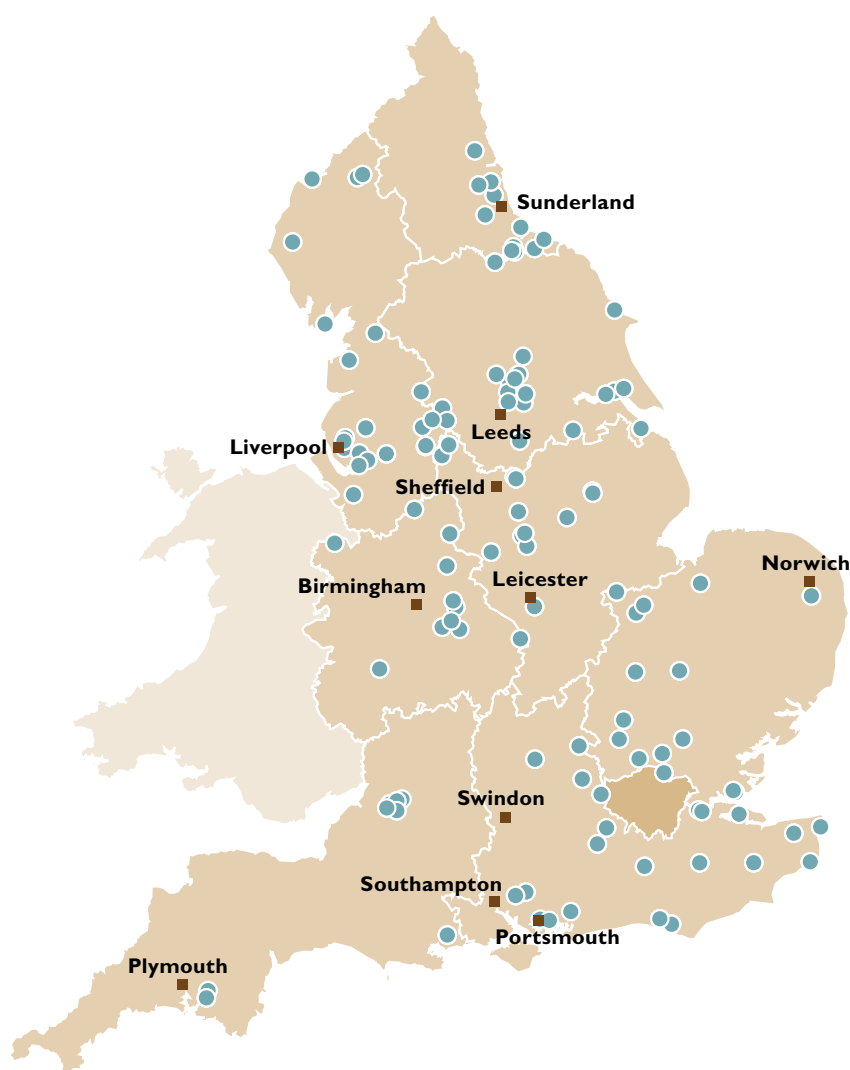 Sunderland
Leeds
Liverpool
Sheffield
Norwich
Leicester
Birmingham
Swindon
Southampton
Portsmouth
Plymouth